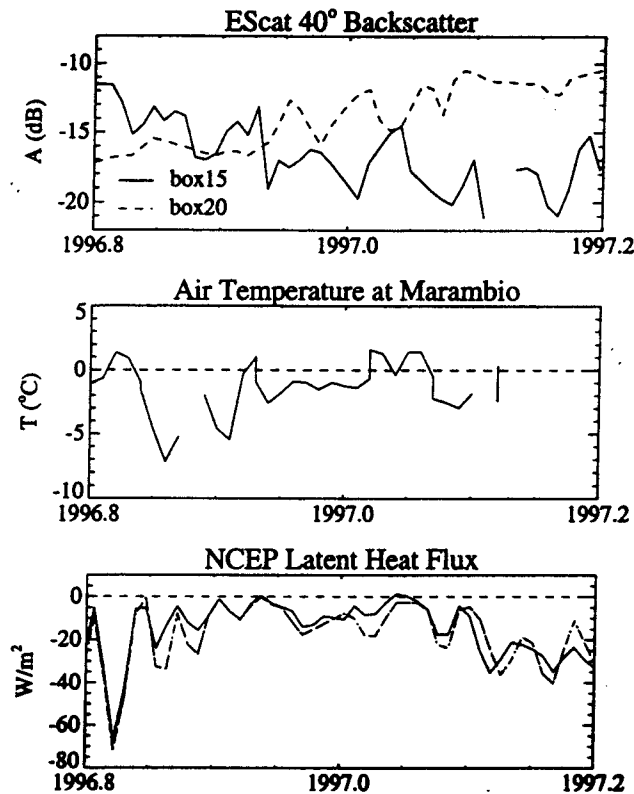 EScat 40° Backscatter
-10
-15
-20
A (dB)
box15
box20
1996.8 1997.0 1997.2
Air Temperature at Marambio
5
0
-5
-10
T (°C)
1996.8 1997.0 1997.2
NCEP Latent Heat Flux
0
-20
-40
-60
-80
W/m²
1996.8 1997.0 1997.2